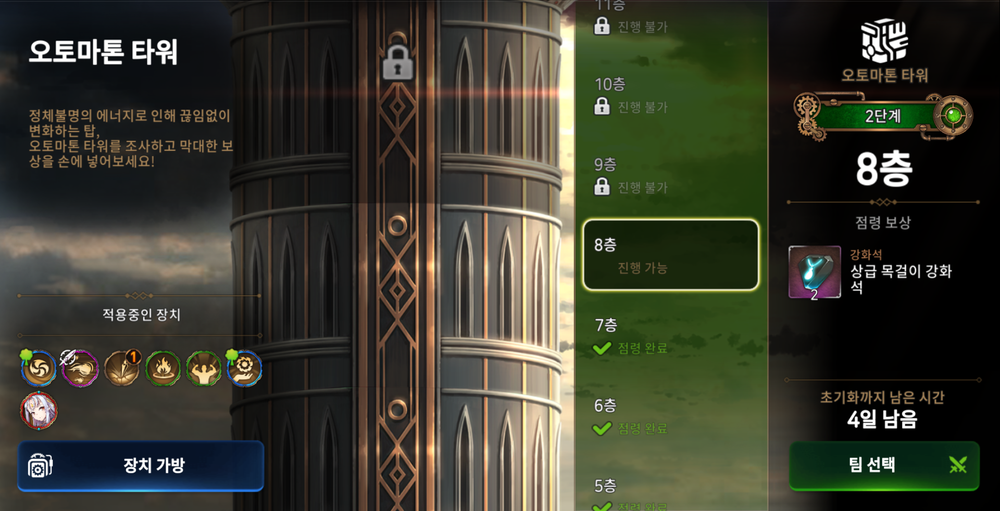 오토마톤 타워
정체불명의 에너지로 인해 끊임없이
변화하는 탑,
오토마톤 타워를 조사하고 막대한 보
상을 손에 넣어보세요!
적용중인 장치
1
장치 가방
11층
진행 불가
10층
진행 불가
9층
진행 불가
8층
진행 가능
7층
점령 완료
6층
점령 완료
5층
점령 완료
오토마톤 타워
2단계
8층
점령 보상
강화석
상급 목걸이 강화
석
2
초기화까지 남은 시간
4일 남음
팀 선택